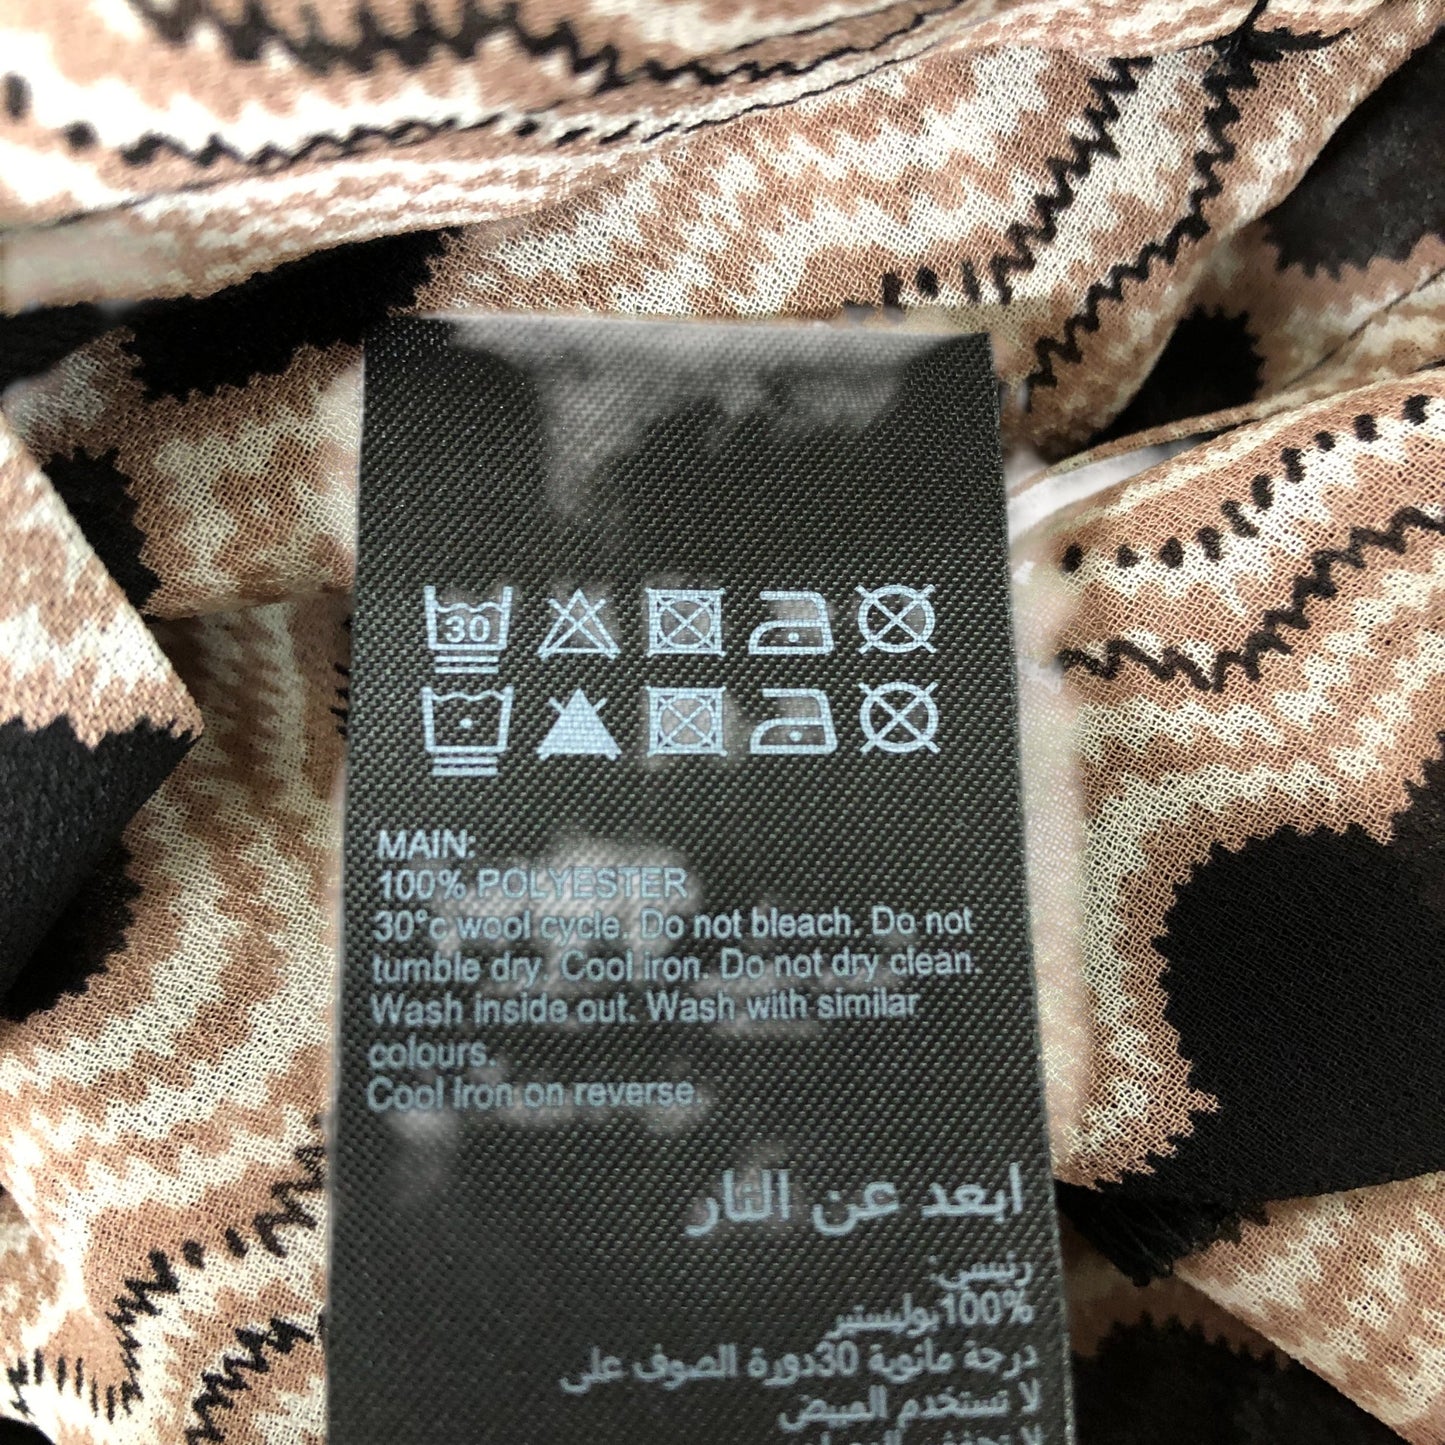 30
MAIN:
100% POLYESTER
30°c wool cycle. Do not bleach. Do not
tumble dry. Cool iron. Do not dry clean.
Wash inside out. Wash with similar
colours.
Cool Iron on reverse.
ابعد عن النار
رئيسي:
100%بوليستير
درجة مائوية 30دورة الصوف على
لا تستخدم المبيض